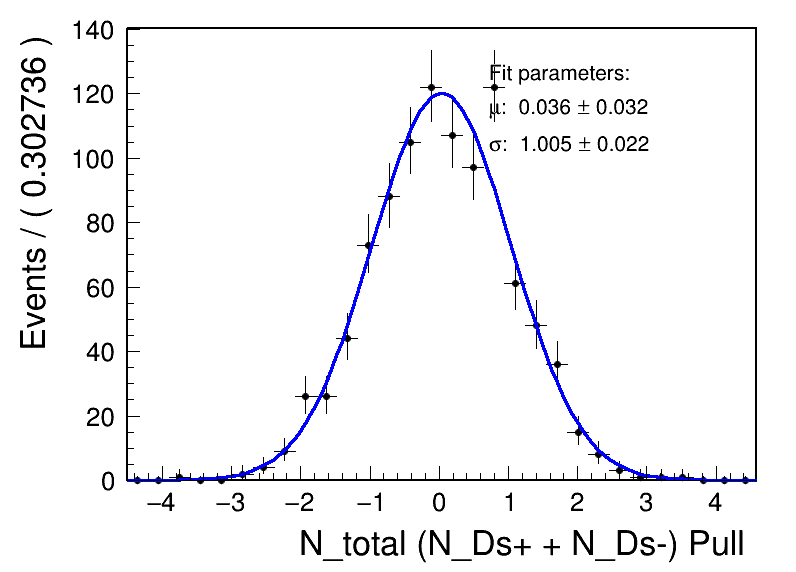 Events / ( 0.302736 )
140
120
100
80
60
40
20
0
Fit parameters:
μ: 0.036 ± 0.032
σ: 1.005 ± 0.022
−4 −3 −2 −1 0 1 2 3 4
N_total (N_Ds+ + N_Ds-) Pull